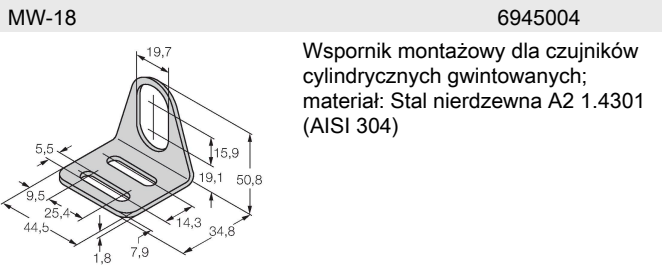 MW-18 6945004
Wspornik montażowy dla czujników
cylindrycznych gwintowanych;
materiał: Stal nierdzewna A2 1.4301
(AISI 304)
19,7
5,5
15,9
19,1
50,8
9,5
25,4
14,3
44,5
34,8
1,8
7,9